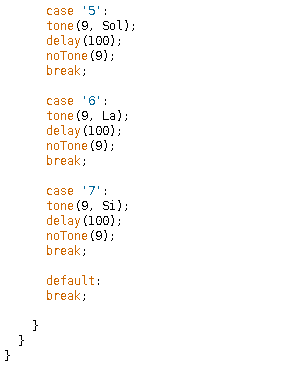 case '5':
tone(9, Sol);
delay(100);
noTone(9);
break;

case '6':
tone(9, La);
delay(100);
noTone(9);
break;

case '7':
tone(9, Si);
delay(100);
noTone(9);
break;

default:
break;

}
}
}